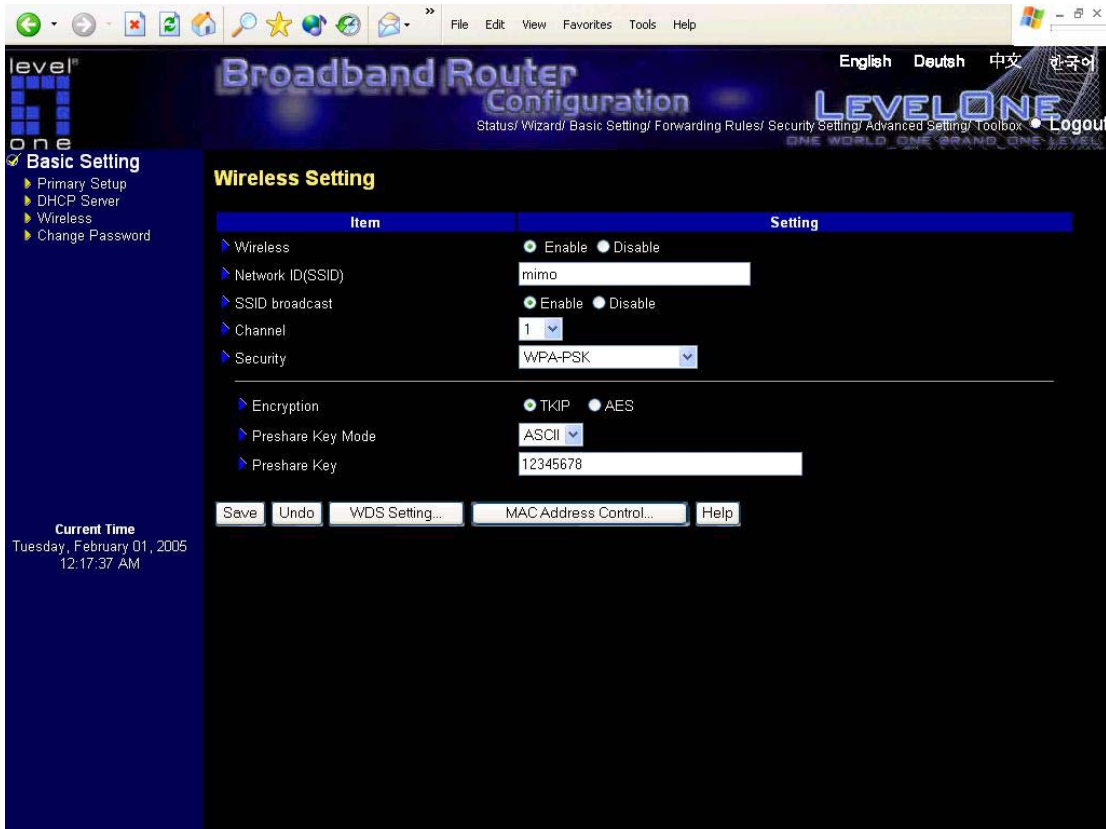 » File Edit View Favorites Tools Help
level®
one
Broadband Router
Configuration
English Deutsh 中文 한국어
LEVELONE
Status/ Wizard/ Basic Setting/ Forwarding Rules/ Security Setting/ Advanced Setting/ Toolbox Logout
ONE WORLD ONE BRAND ONE LEVEL
Basic Setting
Primary Setup
DHCP Server
Wireless
Change Password
Current Time
Tuesday, February 01, 2005
12:17:37 AM
Wireless Setting
Item Setting
Wireless Enable Disable
Network ID(SSID) mimo
SSID broadcast Enable Disable
Channel 1
Security WPA-PSK
Encryption TKIP AES
Preshare Key Mode ASCII
Preshare Key 12345678
Save Undo WDS Setting... MAC Address Control... Help